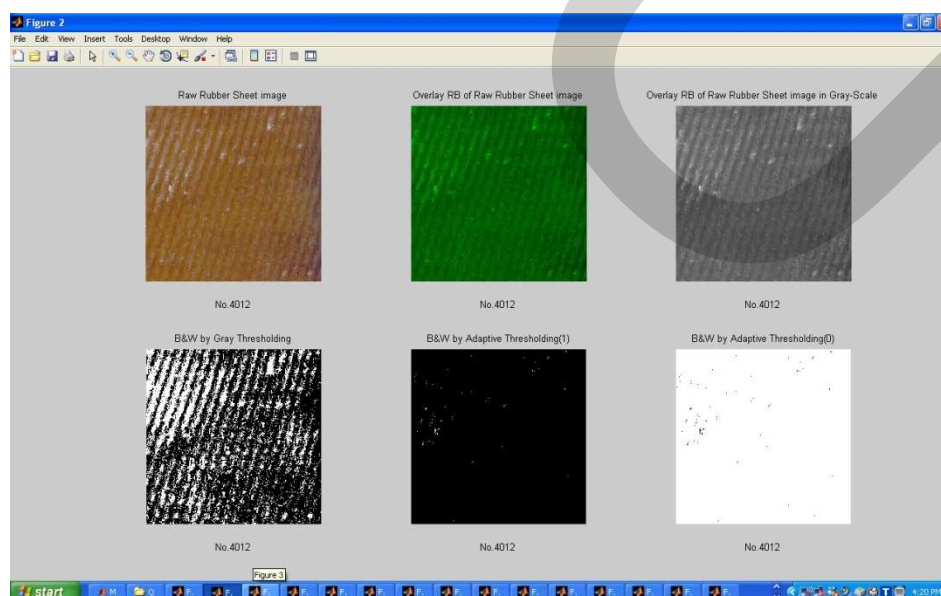 Figure 2
File Edit View Insert Tools Desktop Window Help
Raw Rubber Sheet image
Overlay RB of Raw Rubber Sheet image
Overlay RB of Raw Rubber Sheet image in Gray-Scale
No.4012
No.4012
No.4012
B&W by Gray Thresholding
B&W by Adaptive Thresholding(1)
B&W by Adaptive Thresholding(0)
No.4012
No.4012
No.4012
Figure 3
start M Q F. F. F. F. F. F. F. F. F. F. F. F. F. F. T 4:20 PM